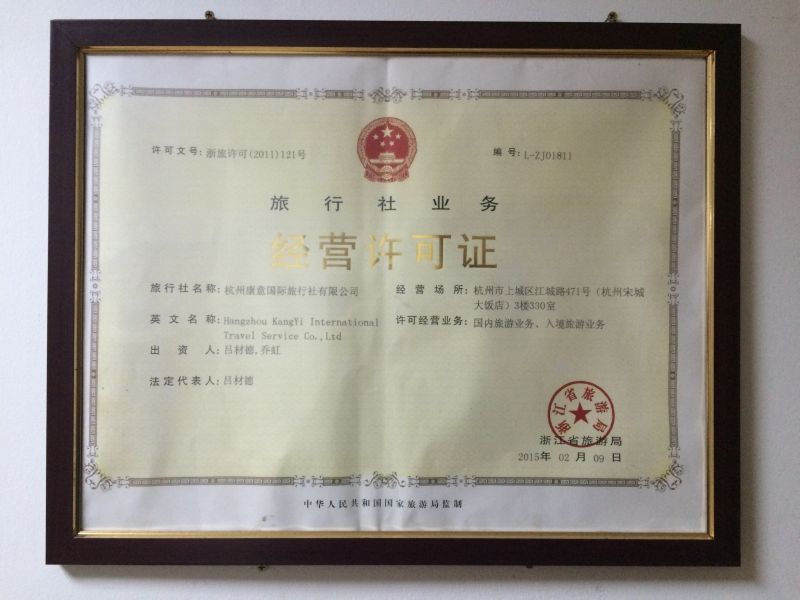 许可文号：浙旅许可(2011)121号
编号：L-ZJ01811
旅行社业务
经营许可证
旅行社名称：杭州康意国际旅行社有限公司
英文名称：Hangzhou KangYi International
Travel Service Co.,Ltd
出资人：吕材德,乔虹
法定代表人：吕材德
经营场所：杭州市上城区江城路471号（杭州宋城
大饭店）3楼330室
许可经营业务：国内旅游业务、入境旅游业务
浙江省旅游局
浙江省旅游局
2015年 02 月 09 日
中华人民共和国国家旅游局监制